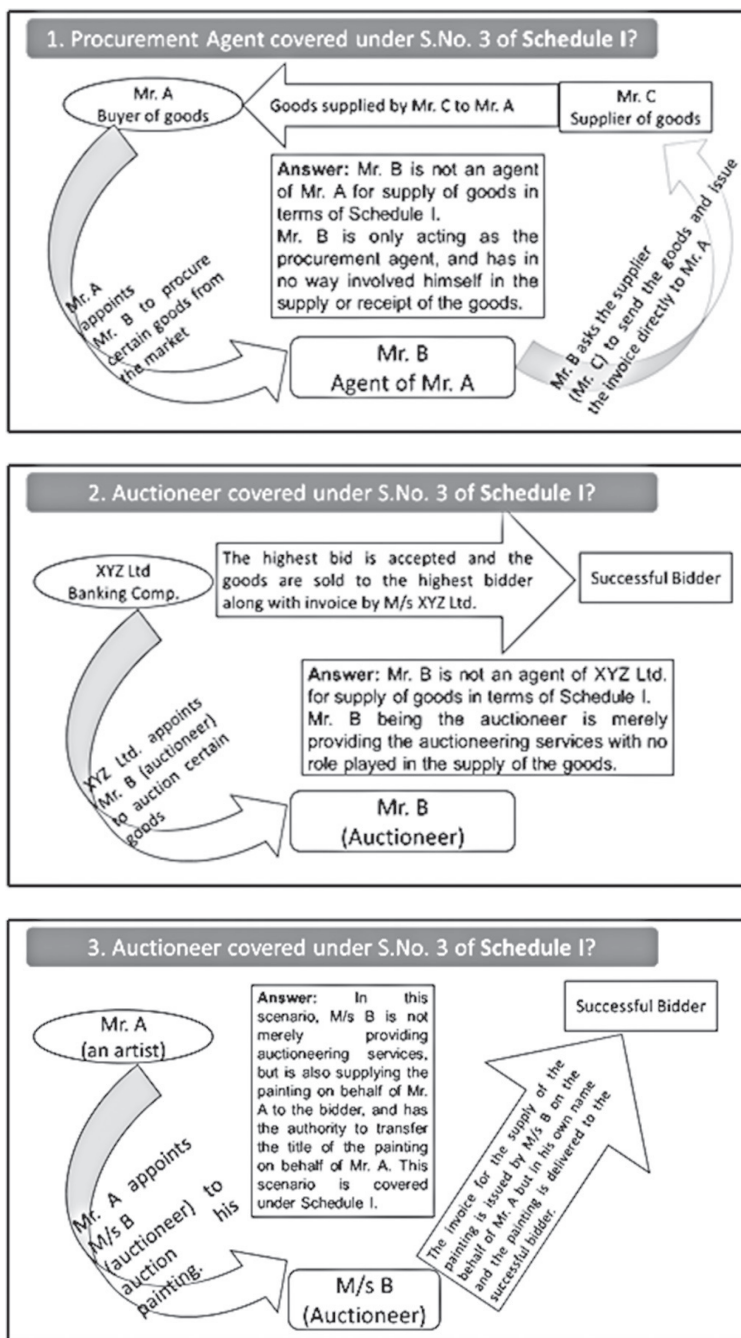 1. Procurement Agent covered under S.No. 3 of Schedule I?
Mr. A
Buyer of goods
Goods supplied by Mr. C to Mr. A
Mr. C
Supplier of goods
Answer: Mr. B is not an agent
of Mr. A for supply of goods in
terms of Schedule I.
Mr. B is only acting as the
procurement agent, and has in
no way involved himself in the
supply or receipt of the goods.
Mr. A
appoints
Mr. B to procure
certain goods from
the market
Mr. B
Agent of Mr. A
Mr. B asks the supplier
(Mr. C) to send the goods and issue
the invoice directly to Mr. A
2. Auctioneer covered under S.No. 3 of Schedule I?
XYZ Ltd
Banking Comp.
The highest bid is accepted and the
goods are sold to the highest bidder
along with invoice by M/s XYZ Ltd.
Successful Bidder
Answer: Mr. B is not an agent of XYZ Ltd.
for supply of goods in terms of Schedule I.
Mr. B being the auctioneer is merely
providing the auctioneering services with no
role played in the supply of the goods.
XYZ Ltd. appoints
Mr. B (auctioneer)
to auction certain
goods
Mr. B
(Auctioneer)
3. Auctioneer covered under S.No. 3 of Schedule I?
Mr. A
(an artist)
Answer: In this
scenario, M/s B is not
merely providing
auctioneering services,
but is also supplying the
painting on behalf of Mr.
A to the bidder, and has
the authority to transfer
the title of the painting
on behalf of Mr. A. This
scenario is covered
under Schedule I.
Successful Bidder
Mr. A appoints
M/s B
(auctioneer) to
auction his
painting.
M/s B
(Auctioneer)
The invoice for the supply of the
painting is issued by M/s B on the
behalf of Mr. A but in his own name
and the painting is delivered to the
successful bidder.